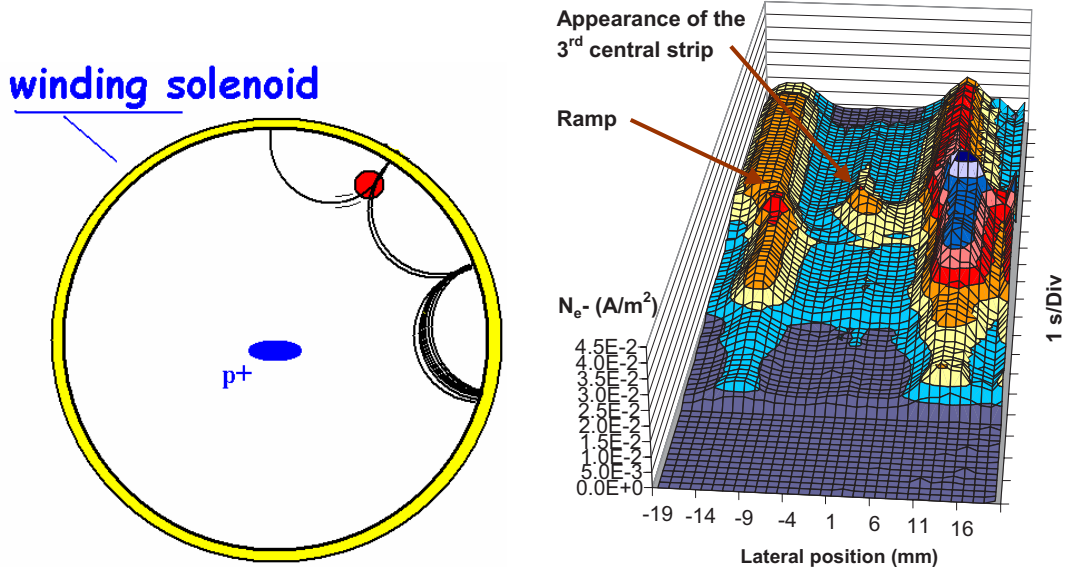 winding solenoid
p+
Appearance of the
3rd central strip
Ramp
Ne- (A/m2)
4.5E-2
4.0E-2
3.5E-2
3.0E-2
2.5E-2
2.0E-2
1.5E-2
1.0E-2
5.0E-3
0.0E+0
-19
-14
-9
-4
1
6
11
16
Lateral position (mm)
1 s/Div